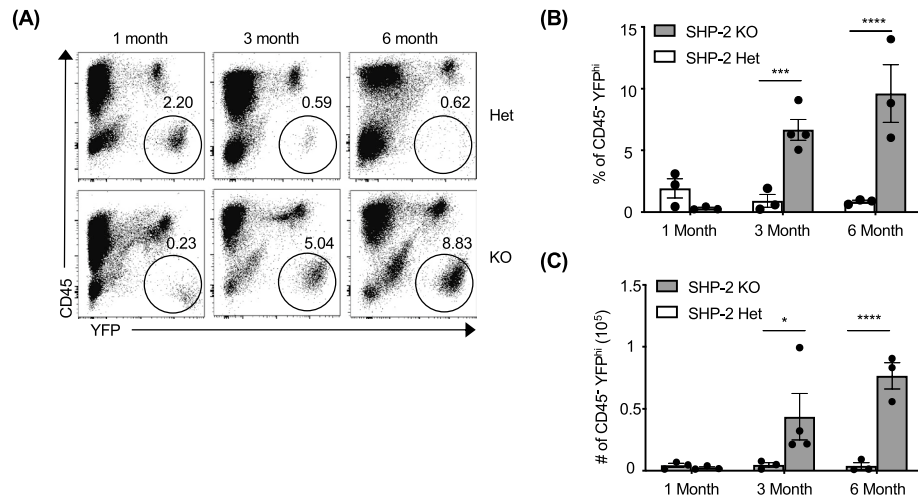 (A)
1 month 3 month 6 month
2.20 0.59 0.62
Het
0.23 5.04 8.83
KO
CD45
YFP
(B)
SHP-2 KO
SHP-2 Het
***
****
% of CD45⁻ YFPʰⁱ
15
10
5
0
1 Month 3 Month 6 Month
(C)
SHP-2 KO
SHP-2 Het
*
****
# of CD45⁻ YFPʰⁱ (10⁵)
1.5
1
0.5
0
1 Month 3 Month 6 Month